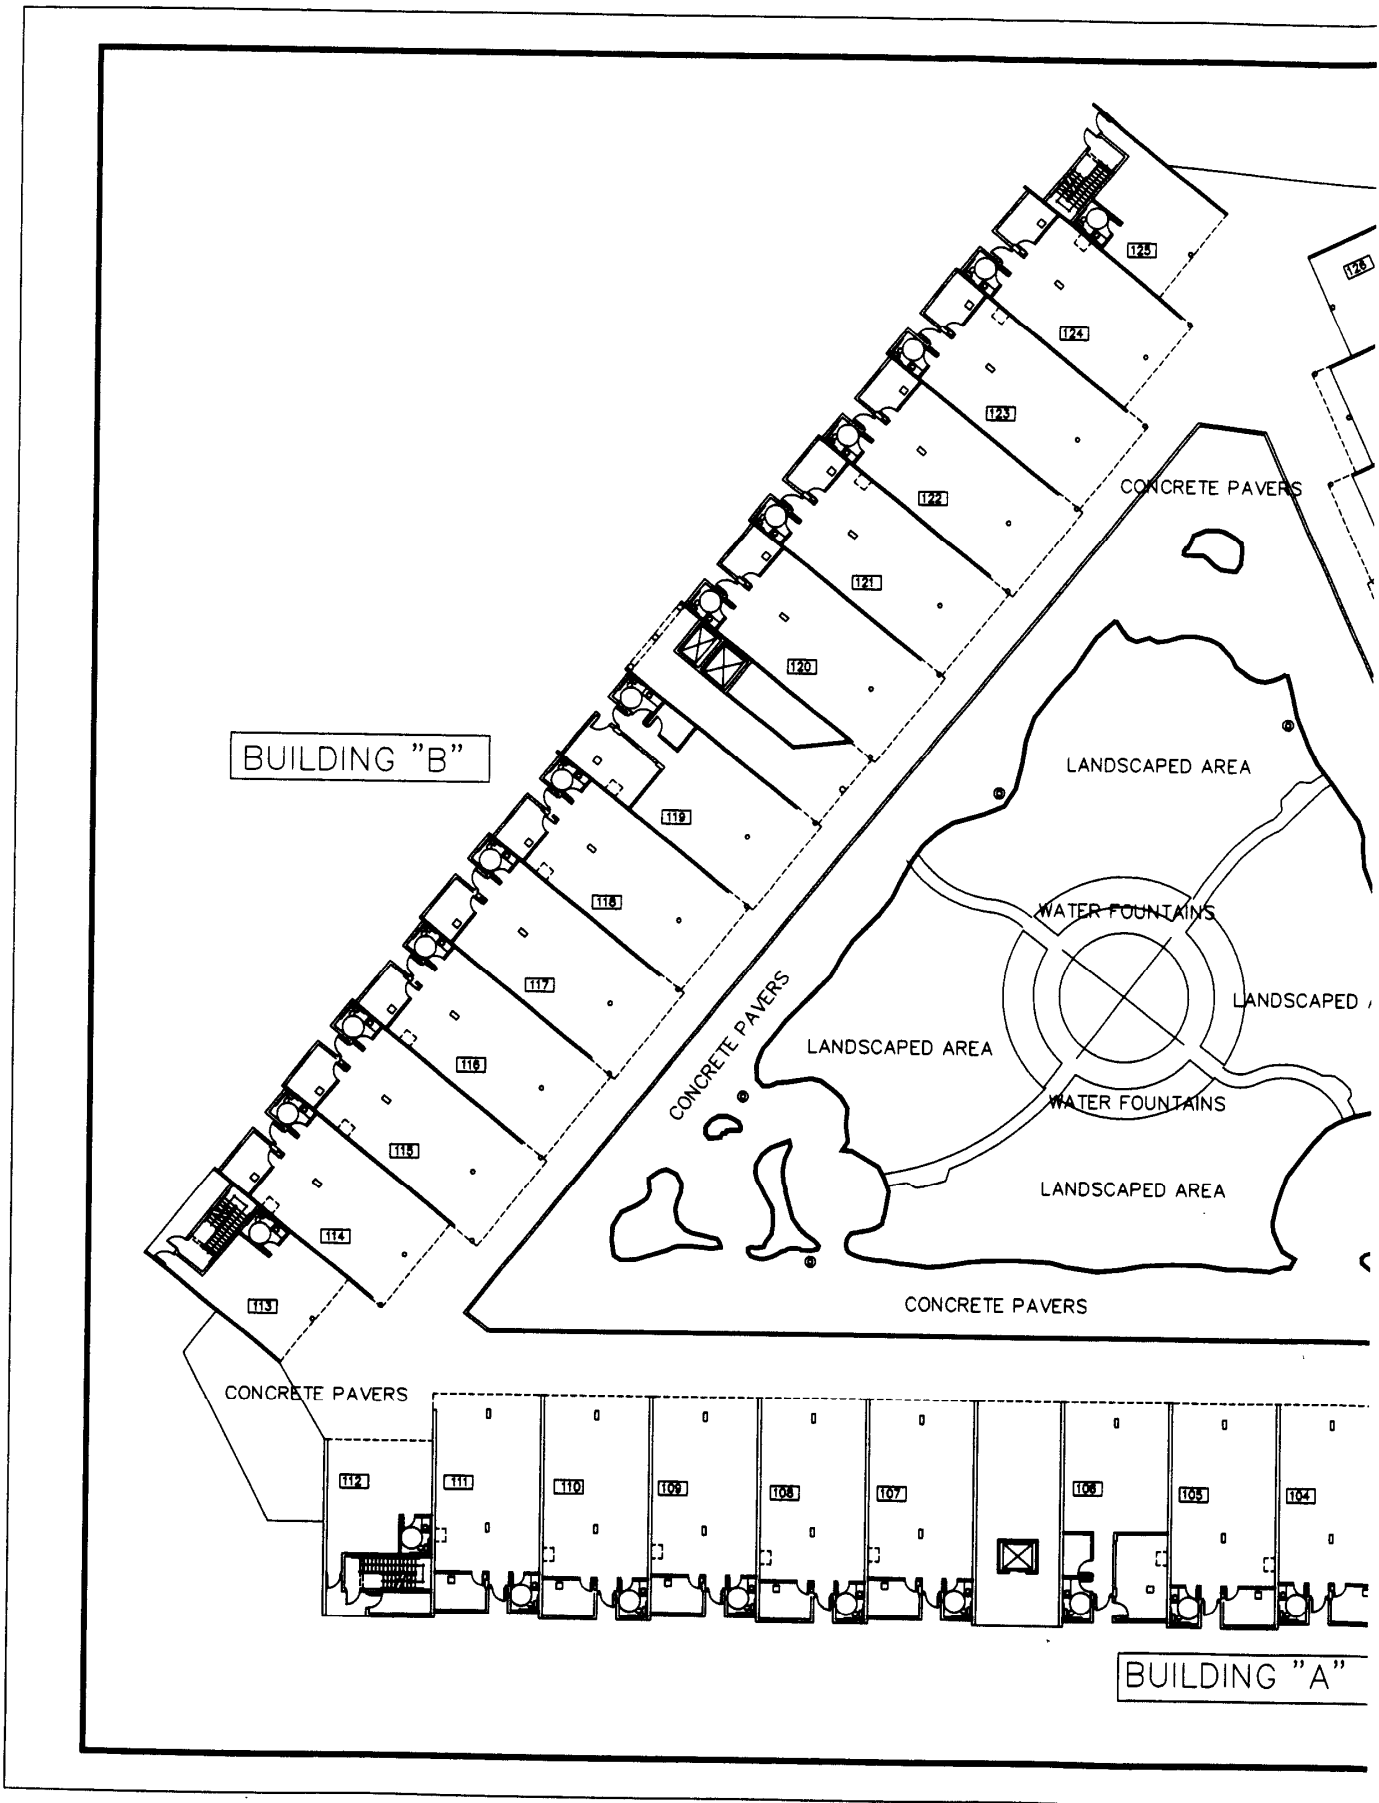 125
126
124
123
CONCRETE PAVERS
122
121
120
BUILDING "B"
LANDSCAPED AREA
119
118
WATER FOUNTAINS
117
LANDSCAPED
CONCRETE PAVERS
LANDSCAPED AREA
116
WATER FOUNTAINS
115
LANDSCAPED AREA
114
113
CONCRETE PAVERS
CONCRETE PAVERS
112
111
110
109
108
107
106
105
104
BUILDING "A"